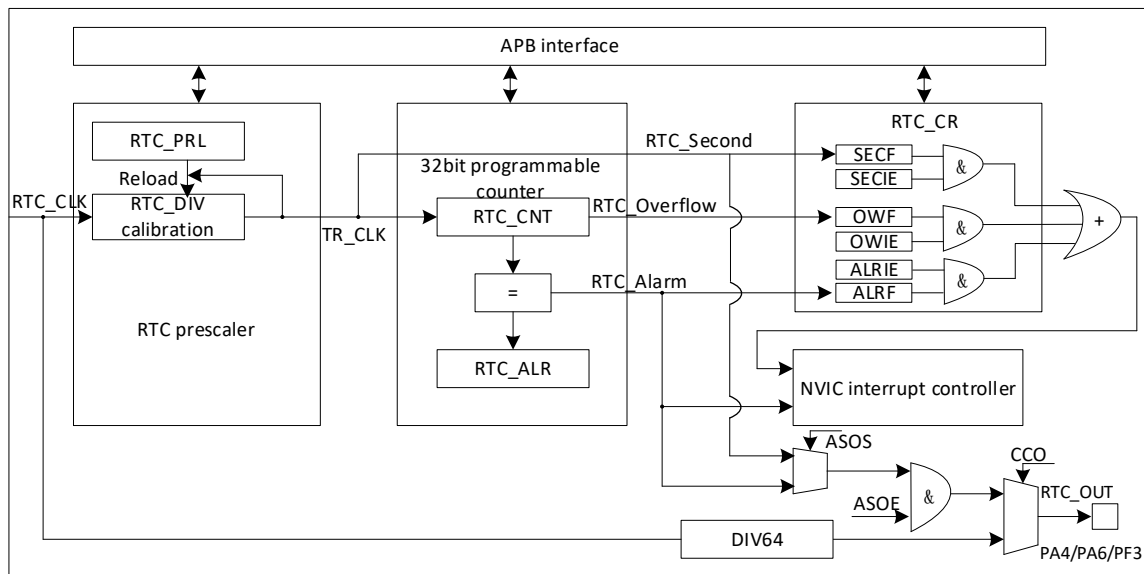 APB interface
RTC_PRL
Reload
RTC_CLK
RTC_DIV
calibration
TR_CLK
RTC prescaler
32bit programmable
counter
RTC_CNT
=
RTC_ALR
RTC_Second
RTC_Overflow
RTC_Alarm
RTC_CR
SECF
SECIE
&
OWF
OWIE
&
ALRIE
ALRF
&
+
NVIC interrupt controller
ASOS
ASOE
&
CCO
RTC_OUT
DIV64
PA4/PA6/PF3